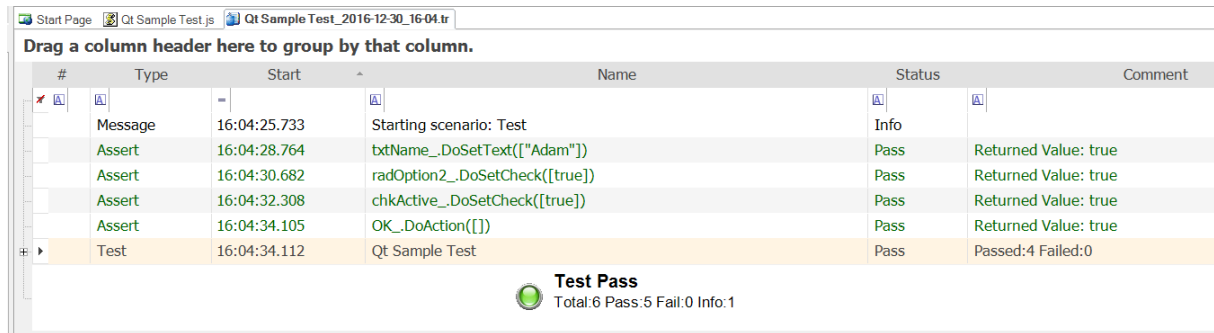 Start Page Qt Sample Test.js Qt Sample Test_2016-12-30_16-04.tr
Drag a column header here to group by that column.
# Type Start Name Status Comment
Message 16:04:25.733 Starting scenario: Test Info
Assert 16:04:28.764 txtName_.DoSetText(["Adam"]) Pass Returned Value: true
Assert 16:04:30.682 radOption2_.DoSetCheck([true]) Pass Returned Value: true
Assert 16:04:32.308 chkActive_.DoSetCheck([true]) Pass Returned Value: true
Assert 16:04:34.105 OK_.DoAction([]) Pass Returned Value: true
Test 16:04:34.112 Qt Sample Test Pass Passed:4 Failed:0
Test Pass
Total:6 Pass:5 Fail:0 Info:1